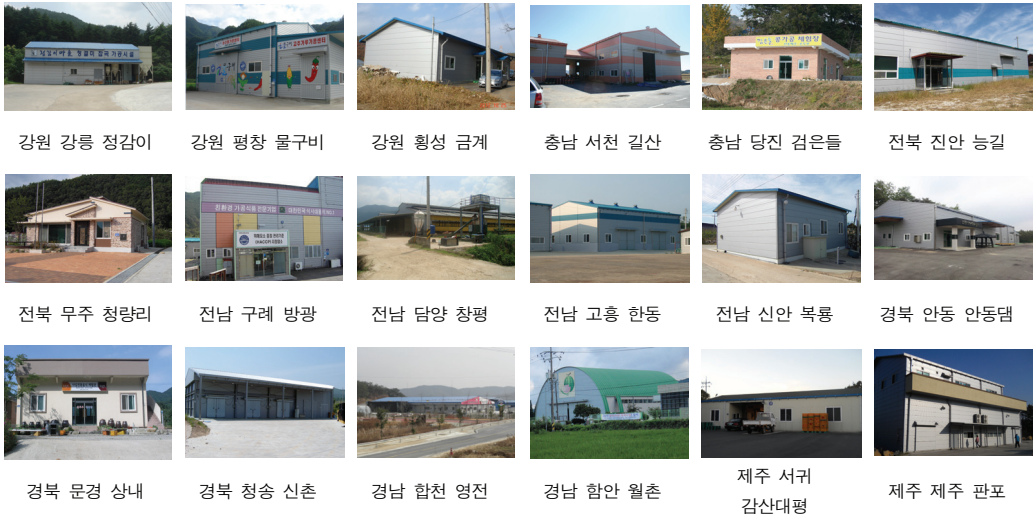 강원 강릉 정감이
강원 평창 물구비
강원 횡성 금계
충남 서천 길산
충남 당진 검은들
전북 진안 능길
전북 무주 청량리
전남 구례 방광
전남 담양 창평
전남 고흥 한동
전남 신안 복룡
경북 안동 안동댐
경북 문경 상내
경북 청송 신촌
경남 합천 영전
경남 함안 월촌
제주 서귀
감산대평
제주 제주 판포